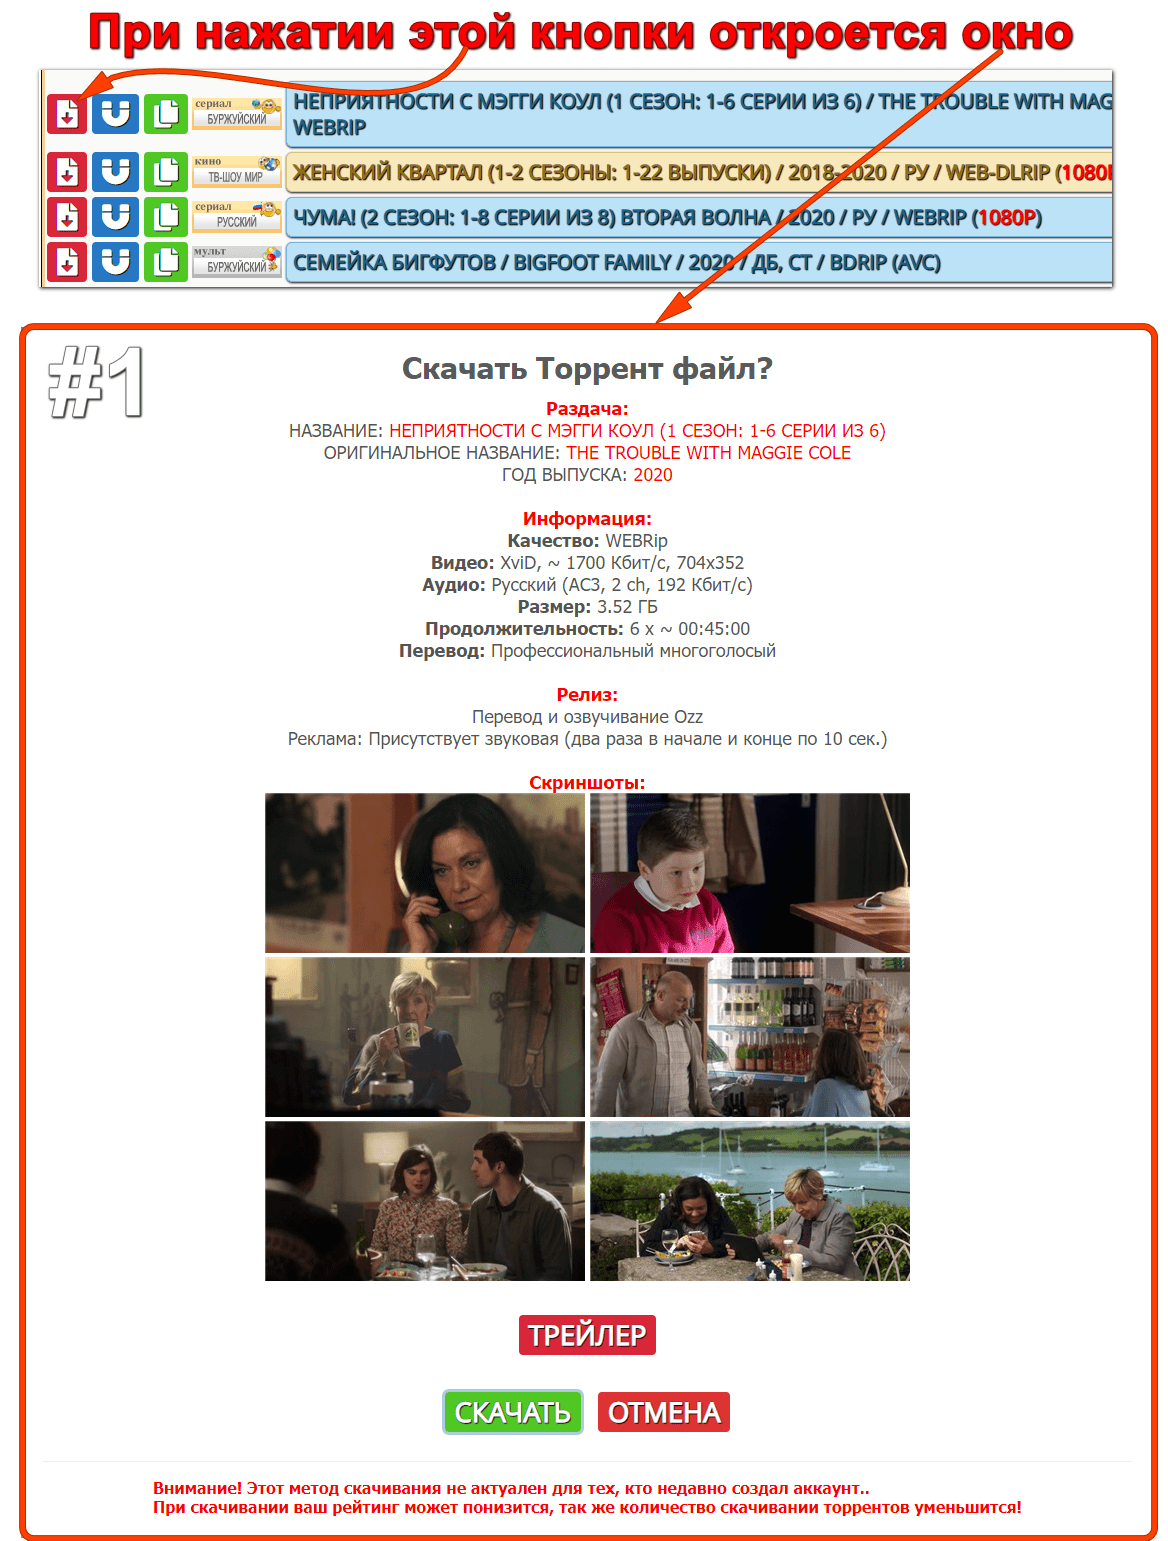 При нажатии этой кнопки откроется окно
сериал
БУРЖУЙСКИЙ
НЕПРИЯТНОСТИ С МЭГГИ КОУЛ (1 СЕЗОН: 1-6 СЕРИИ ИЗ 6) / THE TROUBLE WITH MAG
WEBRIP
кино
ТВ-ШОУ МИР
ЖЕНСКИЙ КВАРТАЛ (1-2 СЕЗОНЫ: 1-22 ВЫПУСКИ) / 2018-2020 / РУ / WEB-DLRIP (1080P
сериал
РУССКИЙ
ЧУМА! (2 СЕЗОН: 1-8 СЕРИИ ИЗ 8) ВТОРАЯ ВОЛНА / 2020 / РУ / WEBRIP (1080P)
мульт
БУРЖУЙСКИЙ
СЕМЕЙКА БИГФУТОВ / BIGFOOT FAMILY / 2020 / ДБ, СТ / BDRIP (AVC)
#1
Скачать Торрент файл?
Раздача:
НАЗВАНИЕ: НЕПРИЯТНОСТИ С МЭГГИ КОУЛ (1 СЕЗОН: 1-6 СЕРИИ ИЗ 6)
ОРИГИНАЛЬНОЕ НАЗВАНИЕ: THE TROUBLE WITH MAGGIE COLE
ГОД ВЫПУСКА: 2020
Информация:
Качество: WEBRip
Видео: XviD, ~ 1700 Кбит/с, 704x352
Аудио: Русский (AC3, 2 ch, 192 Кбит/с)
Размер: 3.52 ГБ
Продолжительность: 6 x ~ 00:45:00
Перевод: Профессиональный многоголосый
Релиз:
Перевод и озвучивание Ozz
Реклама: Присутствует звуковая (два раза в начале и конце по 10 сек.)
Скриншоты:
ТРЕЙЛЕР
СКАЧАТЬ ОТМЕНА
Внимание! Этот метод скачивания не актуален для тех, кто недавно создал аккаунт..
При скачивании ваш рейтинг может понизится, так же количество скачивании торрентов уменьшится!